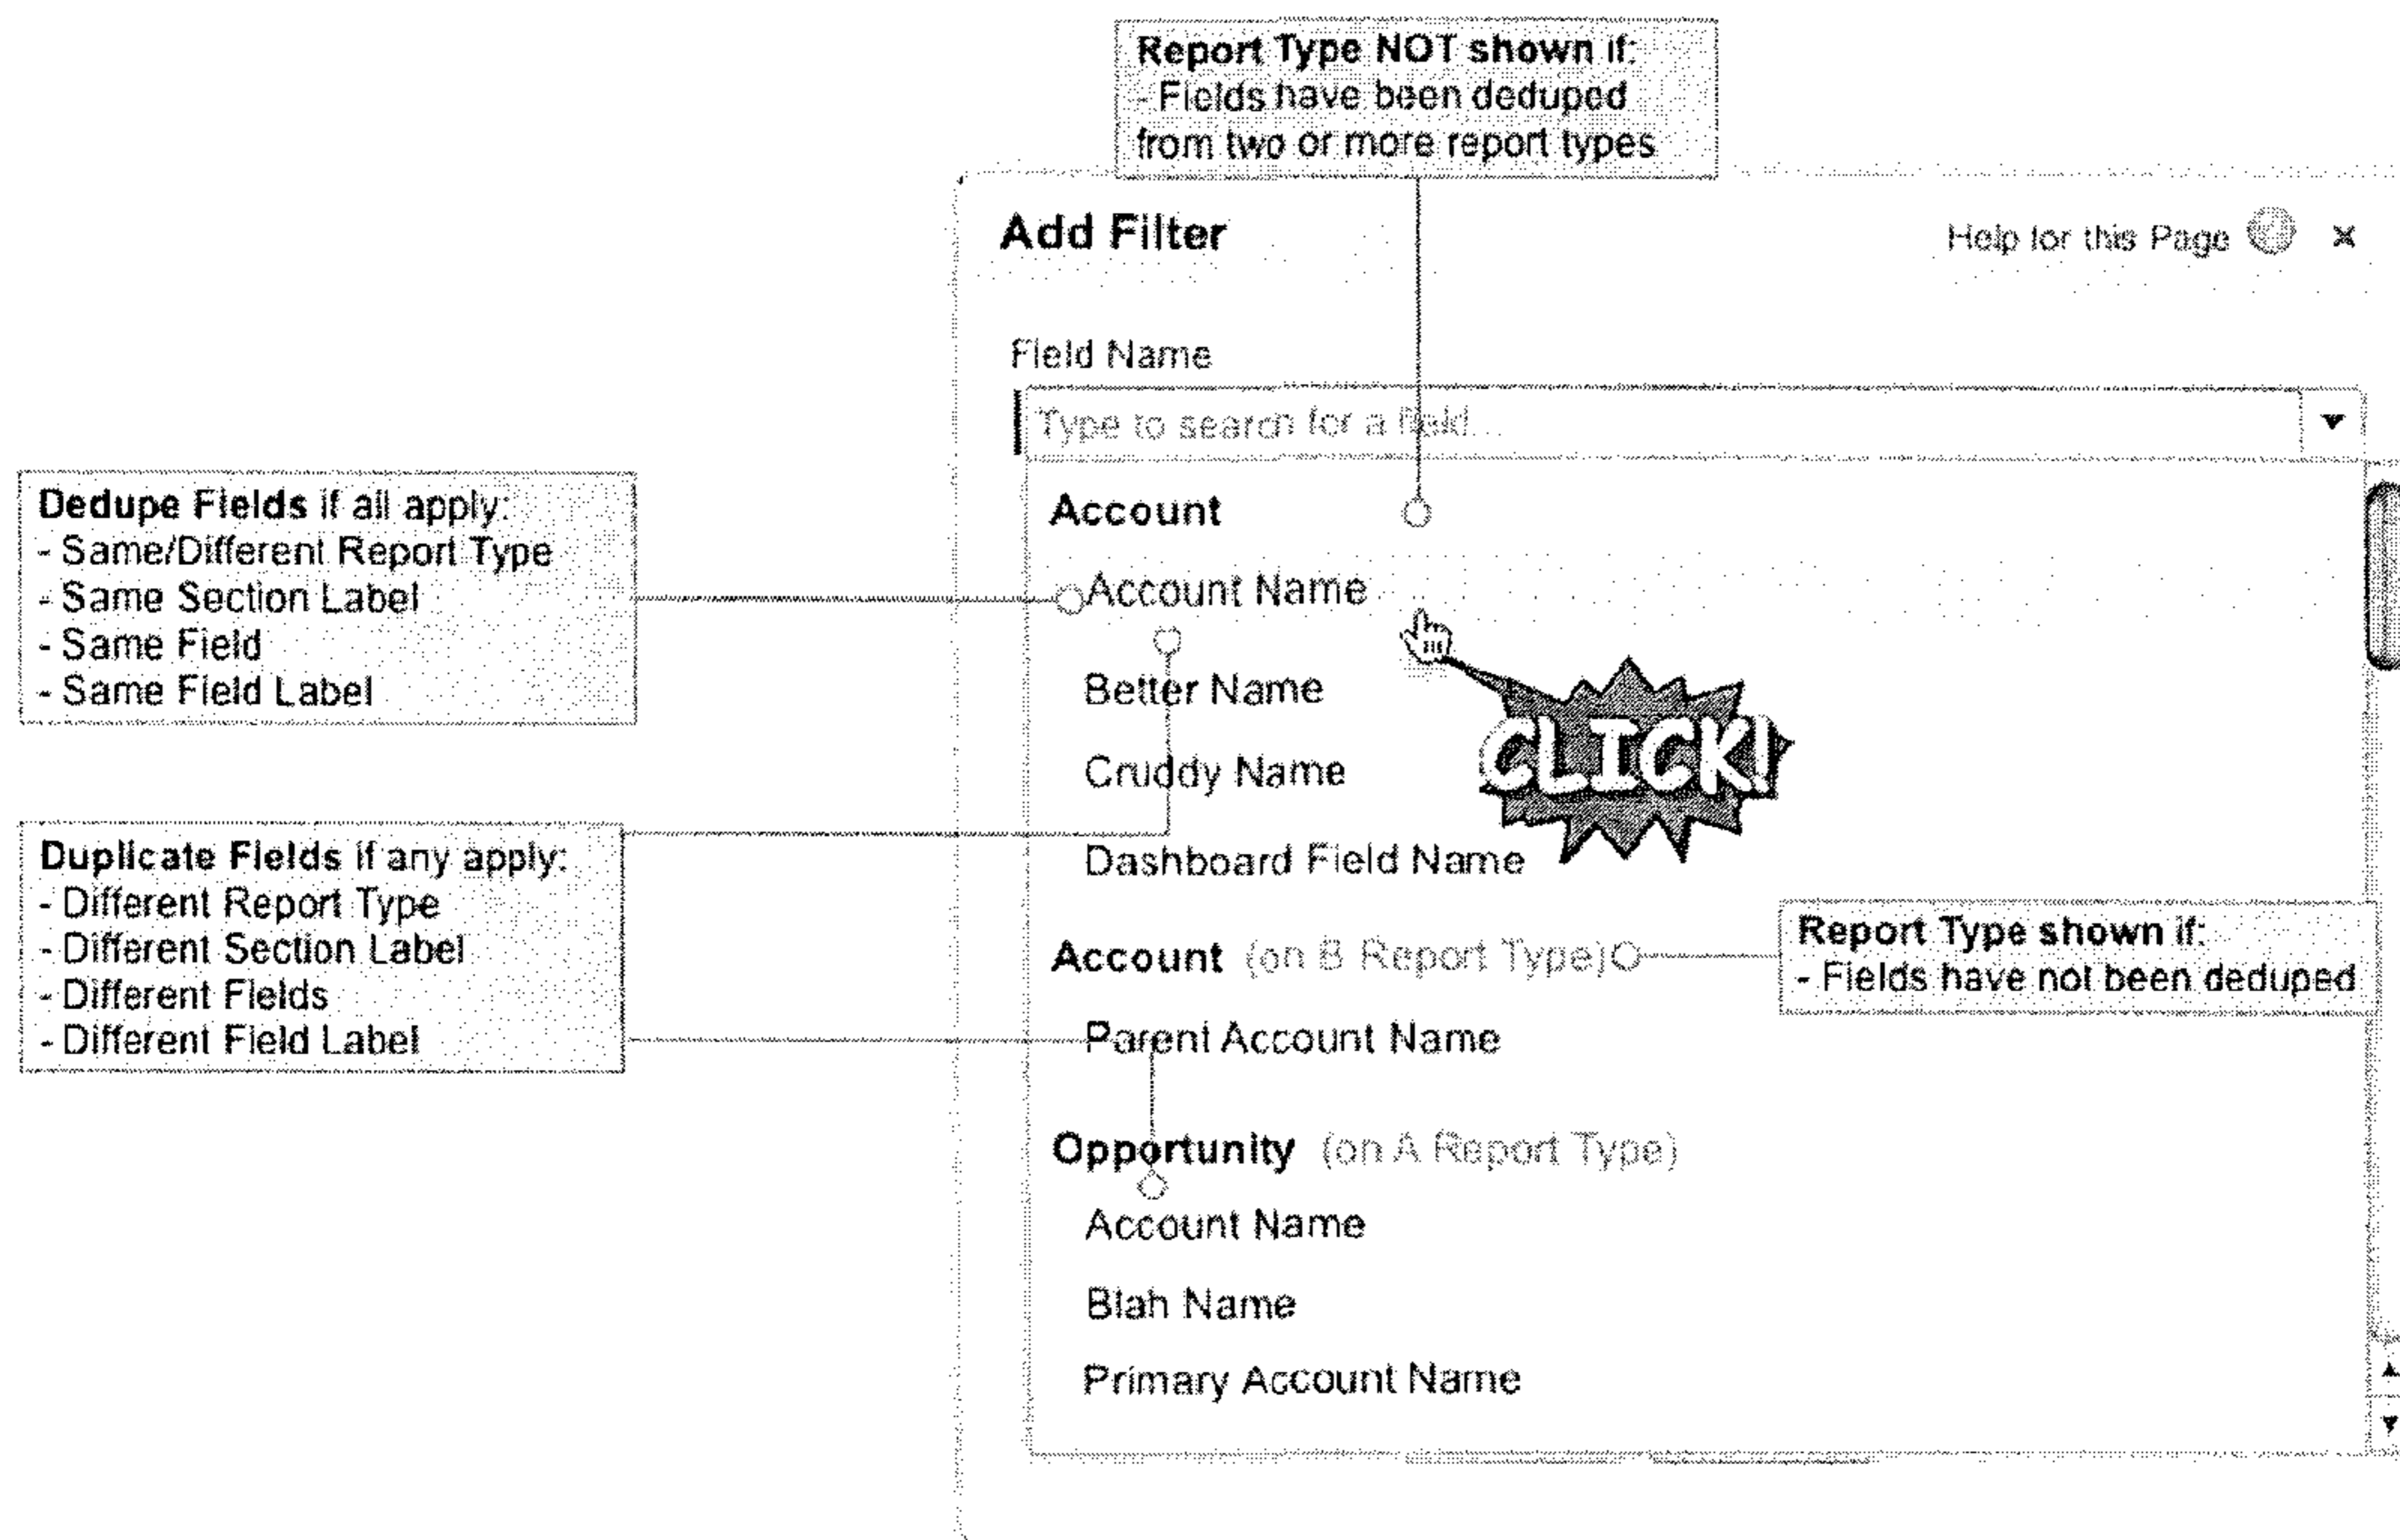 Report Type NOT shown if:
- Fields have been deduped
from two or more report types
Add Filter
Help for this Page
Field Name
Type to search for a field...
Dedupe Fields if all apply:
- Same/Different Report Type
- Same Section Label
- Same Field
- Same Field Label
Account
Account Name
Better Name
Cruddy Name
CLICK!
Dashboard Field Name
Duplicate Fields if any apply:
- Different Report Type
- Different Section Label
- Different Fields
- Different Field Label
Account (on B Report Type)
Report Type shown if:
- Fields have not been deduped
Parent Account Name
Opportunity (on A Report Type)
Account Name
Blah Name
Primary Account Name